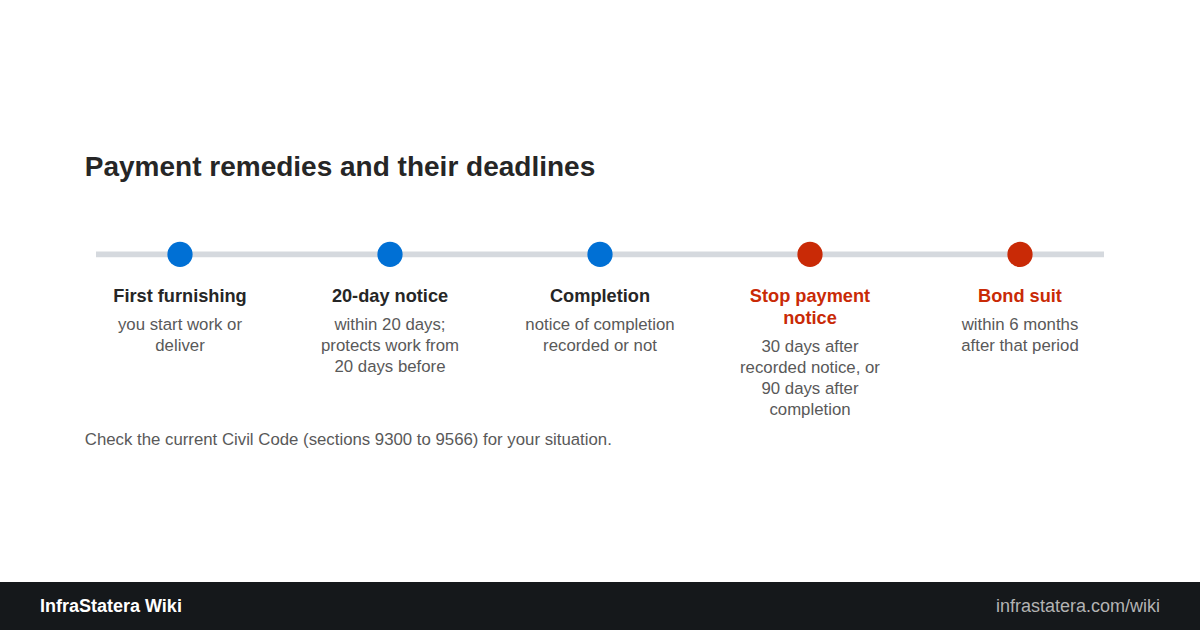 Payment remedies and their deadlines
First furnishing
you start work or
deliver
20-day notice
within 20 days;
protects work from
20 days before
Completion
notice of completion
recorded or not
Stop payment
notice
30 days after
recorded notice, or
90 days after
completion
Bond suit
within 6 months
after that period
Check the current Civil Code (sections 9300 to 9566) for your situation.
InfraStatera Wiki
infrastatera.com/wiki